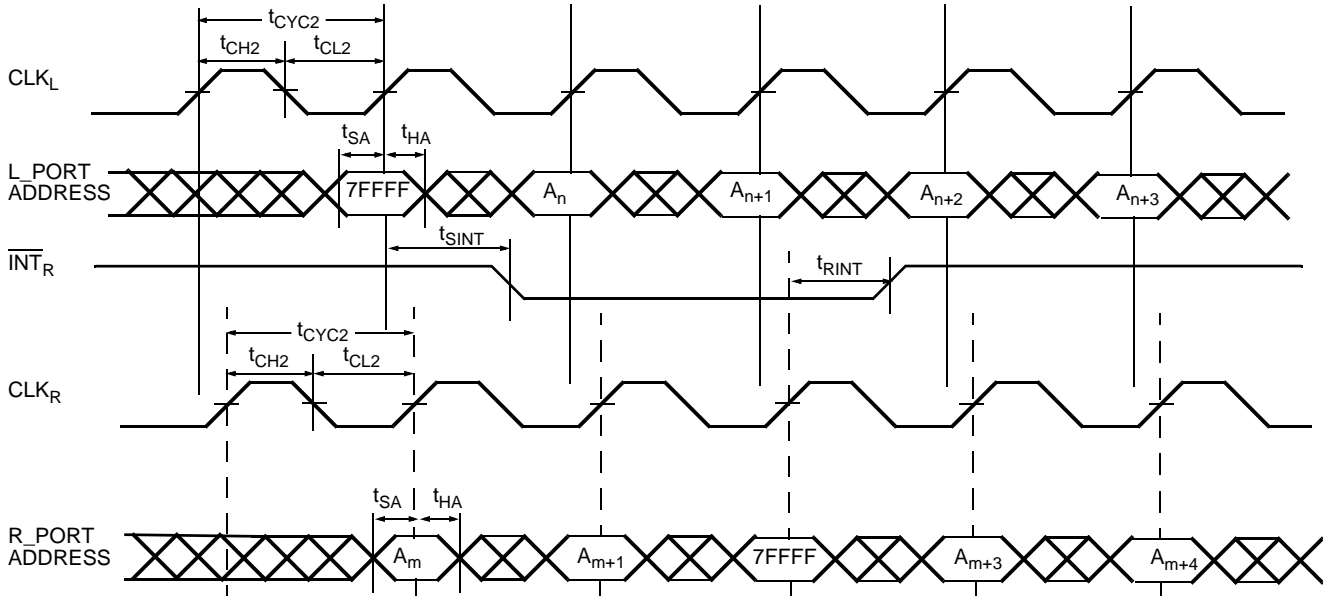 tCYC2
tCH2 tCL2
CLKL
tSA tHA
L_PORT
ADDRESS
7FFFF An An+1 An+2 An+3
tSINT
INTR
tRINT
tCYC2
tCH2 tCL2
CLKR
tSA tHA
R_PORT
ADDRESS
Am Am+1 7FFFF Am+3 Am+4